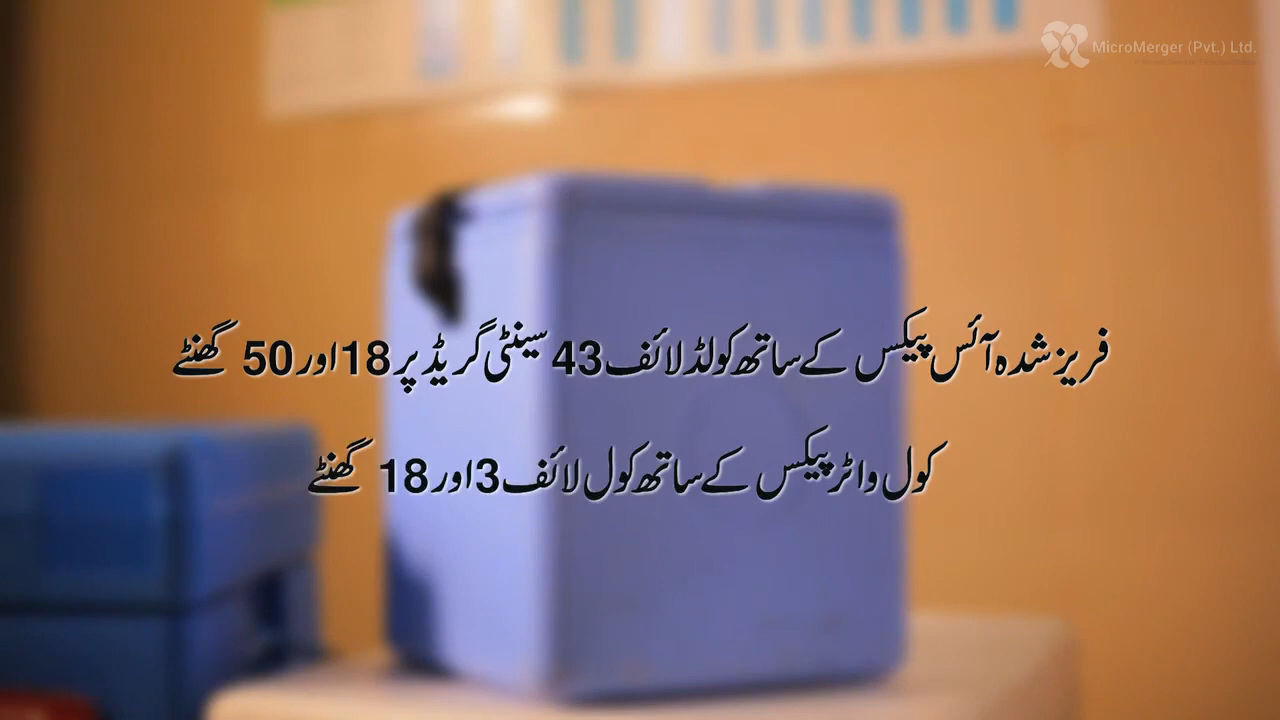 MicroMerger (Pvt.) Ltd.
فریز شدہ آئس پیکس کے ساتھ کولڈ لائف 43 سینٹی گریڈ پر 18 اور 50 گھنٹے
کول واٹر پیکس کے ساتھ کول لائف 3 اور 18 گھنٹے